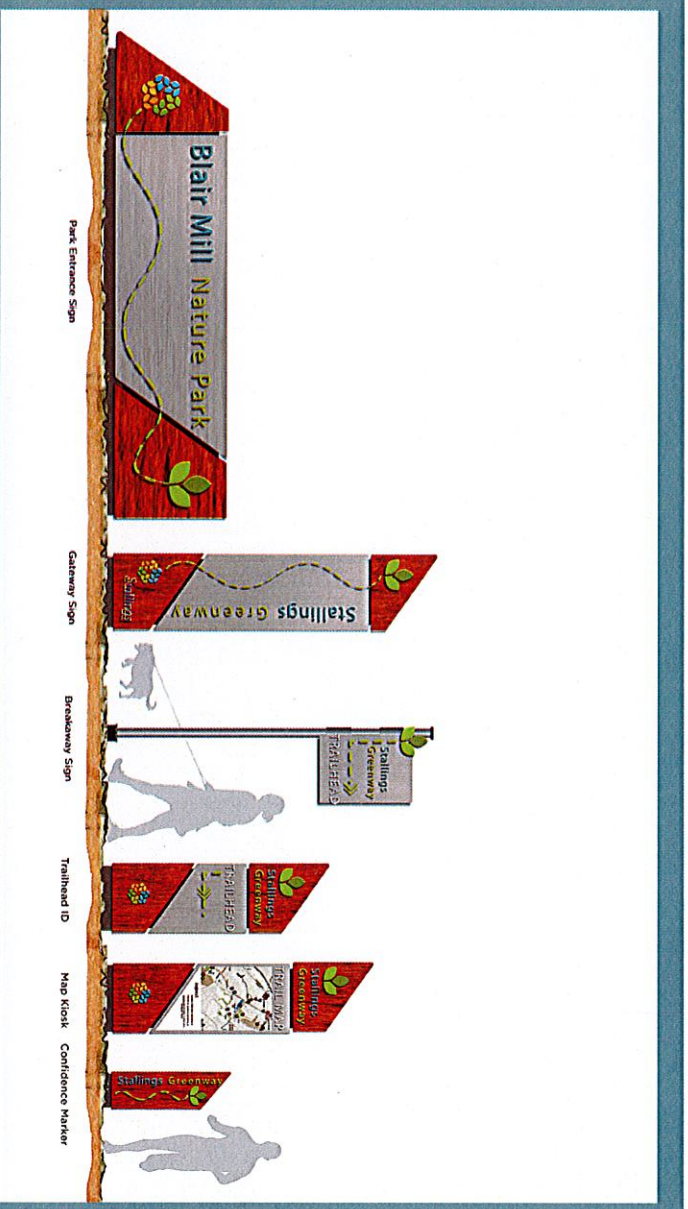 Blair Mill Nature Park
Park Entrance Sign
Stallings Greenway
Stallings
Gateway Sign
Stallings
Greenway
TRAILHEAD
Breakaway Sign
Stallings
Greenway
TRAILHEAD
Trailhead ID
Stallings
Greenway
TRAIL MAP
Map Kiosk
Stallings Greenway
Confidence Marker